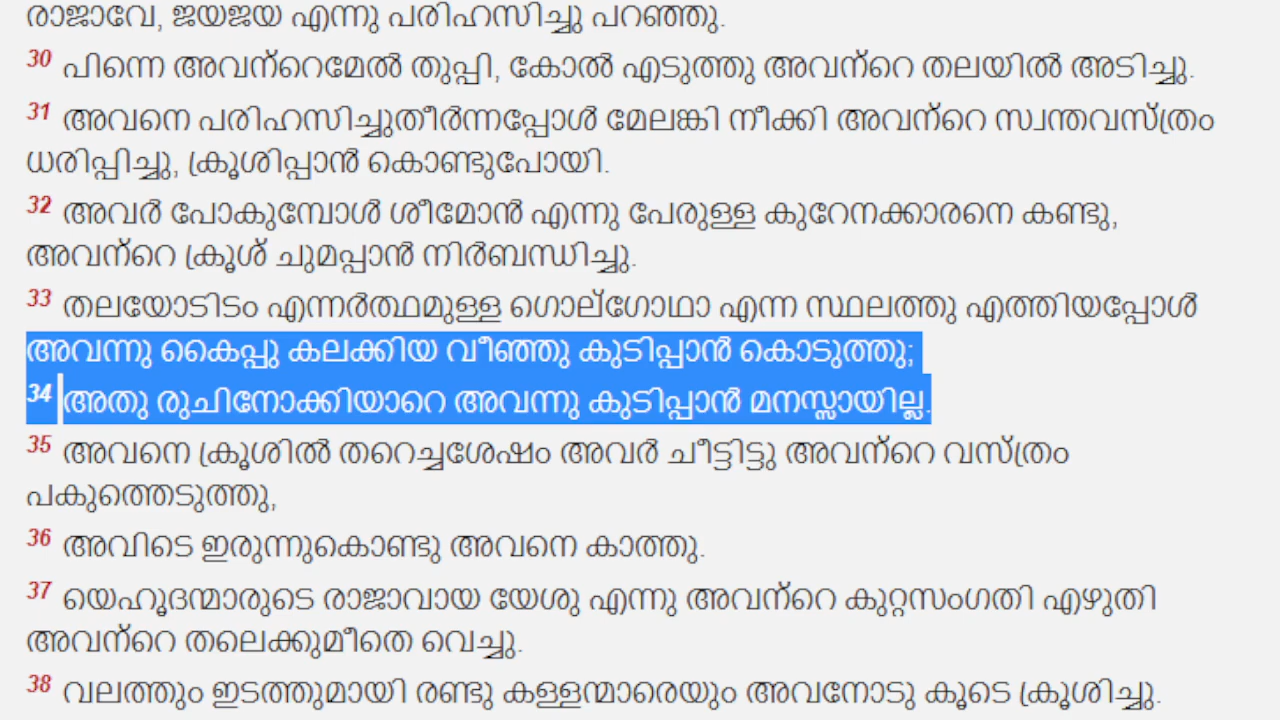 രാജാവേ, ജയജയ എന്നു പരിഹസിച്ചു പറഞ്ഞു.
30 പിന്നെ അവന്റെമേൽ തുപ്പി, കോൽ എടുത്തു അവന്റെ തലയിൽ അടിച്ചു.
31 അവനെ പരിഹസിച്ചുതീർന്നപ്പോൾ മേലങ്കി നീക്കി അവന്റെ സ്വന്തവസ്ത്രം
ധരിപ്പിച്ചു, ക്രൂശിപ്പാൻ കൊണ്ടുപോയി.
32 അവർ പോകുമ്പോൾ ശീമോൻ എന്നു പേരുള്ള കുറേനക്കാരനെ കണ്ടു,
അവന്റെ ക്രൂശ് ചുമപ്പാൻ നിർബന്ധിച്ചു.
33 തലയോടിടം എന്നർത്ഥമുള്ള ഗൊല്ഗോഥാ എന്ന സ്ഥലത്തു എത്തിയപ്പോൾ
അവന്നു കൈപ്പു കലക്കിയ വീഞ്ഞു കുടിപ്പാൻ കൊടുത്തു;
34 അതു രുചിനോക്കിയാറെ അവന്നു കുടിപ്പാൻ മനസ്സായില്ല.
35 അവനെ ക്രൂശിൽ തറെച്ചശേഷം അവർ ചീട്ടിട്ടു അവന്റെ വസ്ത്രം
പകുത്തെടുത്തു,
36 അവിടെ ഇരുന്നുകൊണ്ടു അവനെ കാത്തു.
37 യെഹൂദന്മാരുടെ രാജാവായ യേശു എന്നു അവന്റെ കുറ്റസംഗതി എഴുതി
അവന്റെ തലെക്കുമീതെ വെച്ചു.
38 വലത്തും ഇടത്തുമായി രണ്ടു കള്ളന്മാരെയും അവനോടു കൂടെ ക്രൂശിച്ചു.